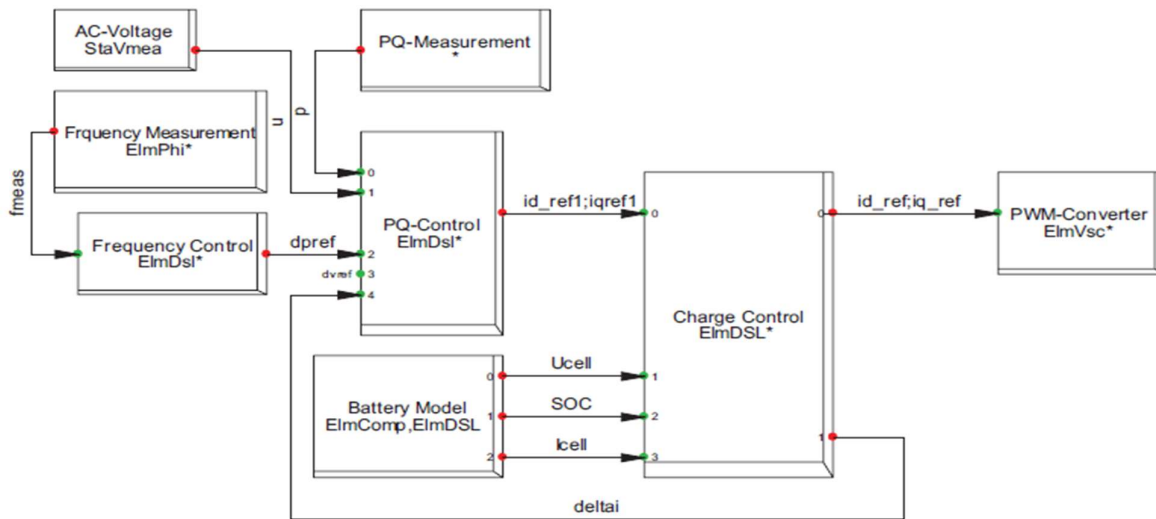 AC-Voltage
StaVmea
PQ-Measurement
*
Frquency Measurement
ElmPhi*
fmeas
u
p
Frequency Control
ElmDsl*
dpref
0
1
2
dvref 3
4
PQ-Control
ElmDsl*
id_ref1;iqref1
0
1
2
3
Charge Control
ElmDSL*
0
1
id_ref;iq_ref
PWM-Converter
ElmVsc*
Battery Model
ElmComp,ElmDSL
0
1
2
Ucell
SOC
Icell
deltai